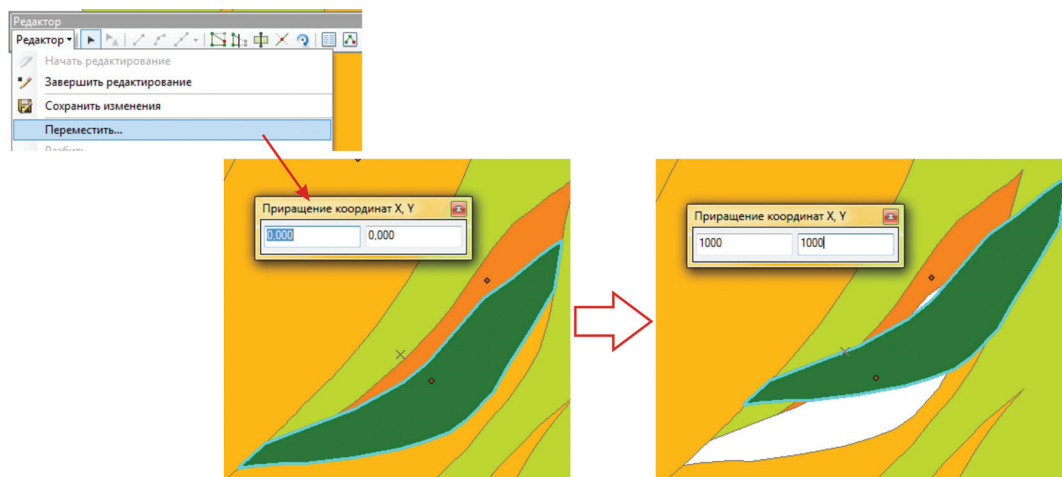 Редактор
Редактор
Начать редактирование
Завершить редактирование
Сохранить изменения
Переместить...
Разбить
Приращение координат X, Y
0,000 0,000
Приращение координат X, Y
1000 1000